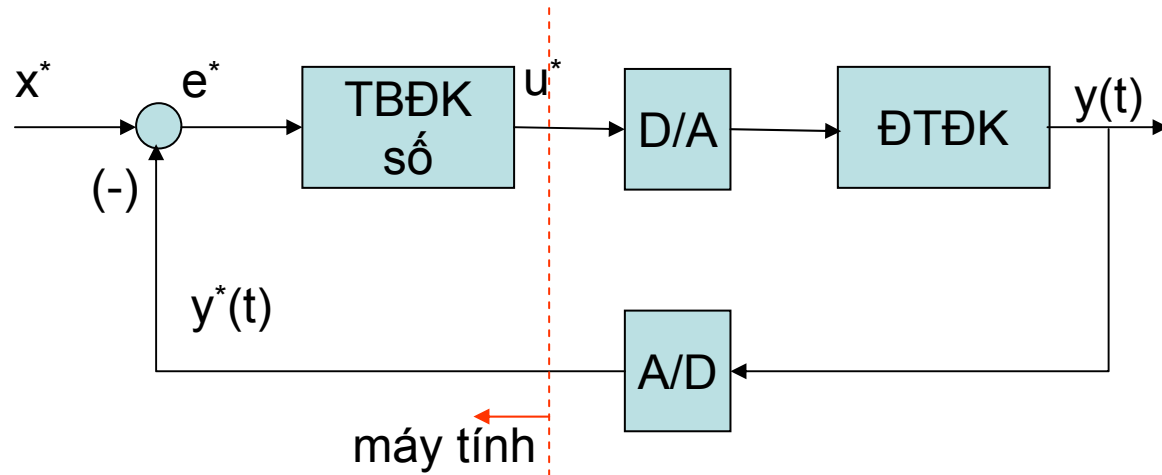 x*
e*
TBĐK
số
u*
D/A
ĐTĐK
y(t)
(-)
y*(t)
A/D
máy tính